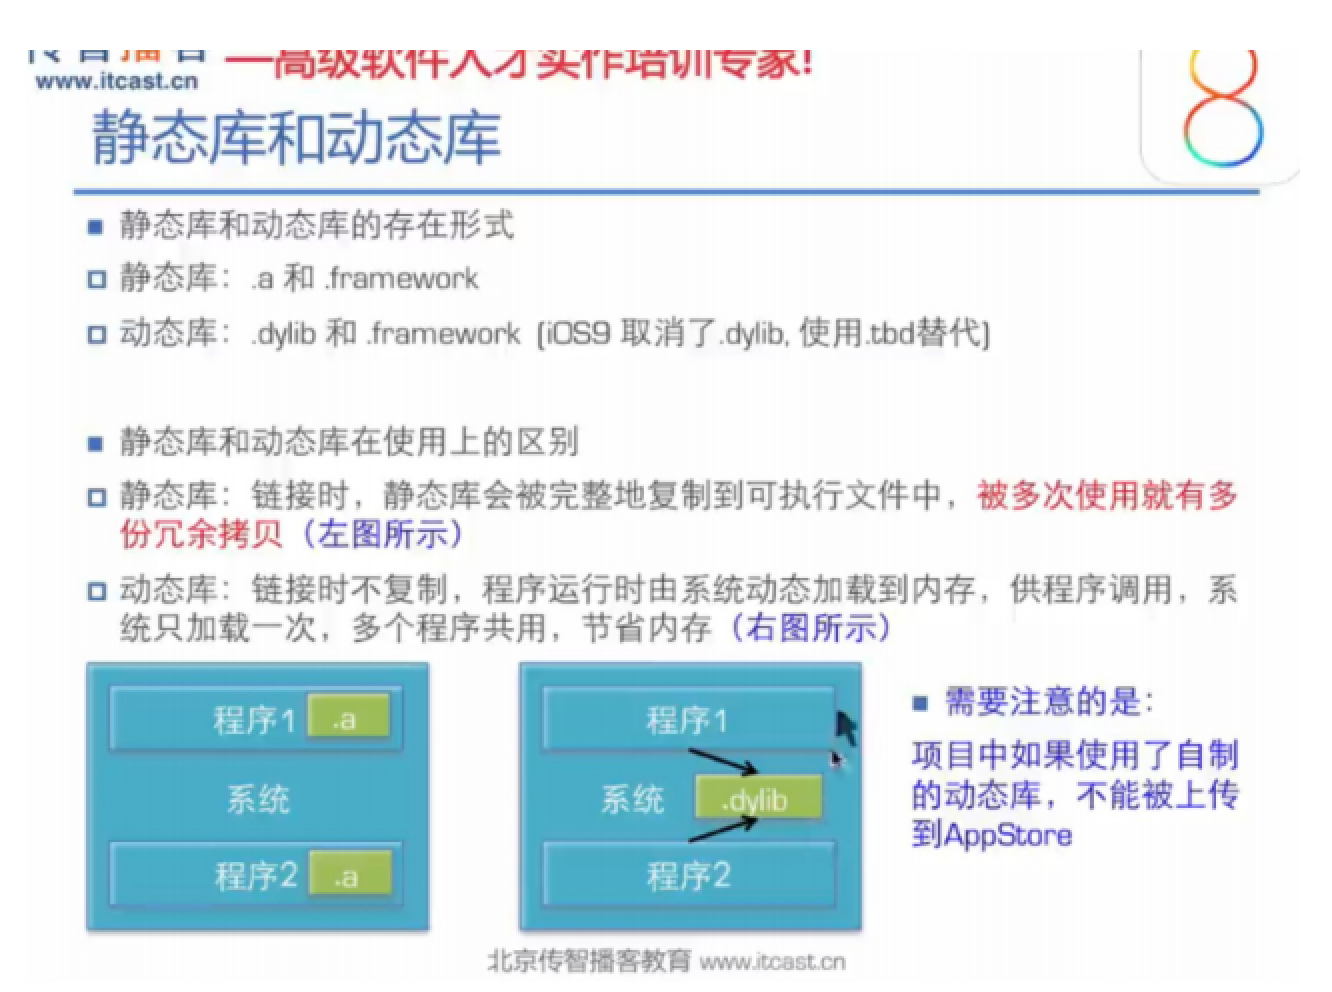 传智播客 —高级软件人才实作培训专家!
www.itcast.cn
静态库和动态库
静态库和动态库的存在形式
静态库：.a 和 .framework
动态库：.dylib 和 .framework (iOS9 取消了.dylib, 使用.tbd替代)
静态库和动态库在使用上的区别
静态库：链接时，静态库会被完整地复制到可执行文件中，被多次使用就有多
份冗余拷贝（左图所示）
动态库：链接时不复制，程序运行时由系统动态加载到内存，供程序调用，系
统只加载一次，多个程序共用，节省内存（右图所示）
程序1 .a
系统
程序2 .a
程序1
系统 .dylib
程序2
需要注意的是：
项目中如果使用了自制
的动态库，不能被上传
到AppStore
北京传智播客教育 www.itcast.cn
8